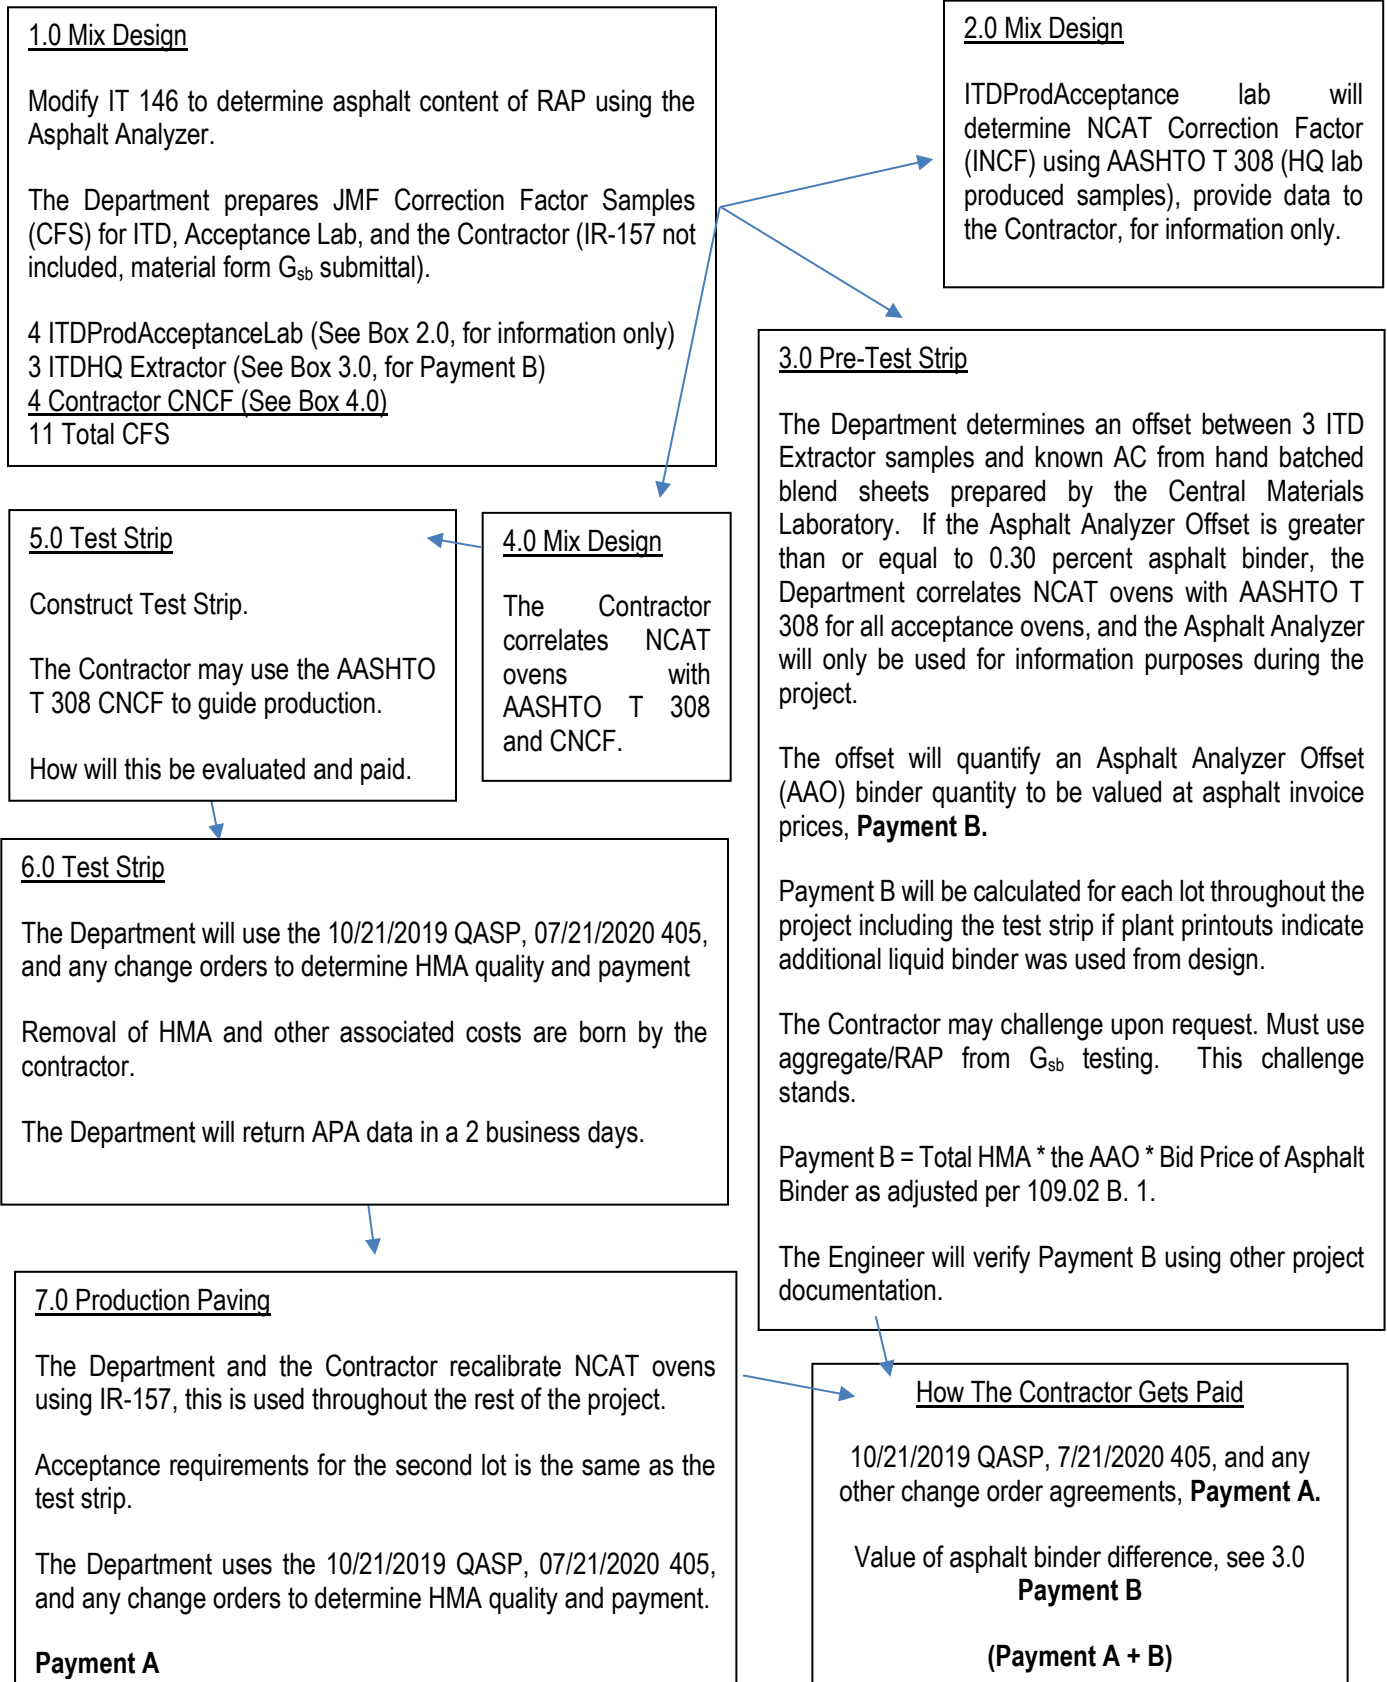 1.0 Mix Design
Modify IT 146 to determine asphalt content of RAP using the
Asphalt Analyzer.
The Department prepares JMF Correction Factor Samples
(CFS) for ITD, Acceptance Lab, and the Contractor (IR-157 not
included, material form Gsb submittal).
4 ITDProdAcceptanceLab (See Box 2.0, for information only)
3 ITDHQ Extractor (See Box 3.0, for Payment B)
4 Contractor CNCF (See Box 4.0)
11 Total CFS
2.0 Mix Design
ITDProdAcceptance lab will
determine NCAT Correction Factor
(INCF) using AASHTO T 308 (HQ lab
produced samples), provide data to
the Contractor, for information only.
3.0 Pre-Test Strip
The Department determines an offset between 3 ITD
Extractor samples and known AC from hand batched
blend sheets prepared by the Central Materials
Laboratory. If the Asphalt Analyzer Offset is greater
than or equal to 0.30 percent asphalt binder, the
Department correlates NCAT ovens with AASHTO T
308 for all acceptance ovens, and the Asphalt Analyzer
will only be used for information purposes during the
project.
The offset will quantify an Asphalt Analyzer Offset
(AAO) binder quantity to be valued at asphalt invoice
prices, Payment B.
Payment B will be calculated for each lot throughout the
project including the test strip if plant printouts indicate
additional liquid binder was used from design.
The Contractor may challenge upon request. Must use
aggregate/RAP from Gsb testing. This challenge
stands.
Payment B = Total HMA * the AAO * Bid Price of Asphalt
Binder as adjusted per 109.02 B. 1.
The Engineer will verify Payment B using other project
documentation.
4.0 Mix Design
The Contractor
correlates NCAT
ovens with
AASHTO T 308
and CNCF.
5.0 Test Strip
Construct Test Strip.
The Contractor may use the AASHTO
T 308 CNCF to guide production.
How will this be evaluated and paid.
6.0 Test Strip
The Department will use the 10/21/2019 QASP, 07/21/2020 405,
and any change orders to determine HMA quality and payment
Removal of HMA and other associated costs are born by the
contractor.
The Department will return APA data in a 2 business days.
7.0 Production Paving
The Department and the Contractor recalibrate NCAT ovens
using IR-157, this is used throughout the rest of the project.
Acceptance requirements for the second lot is the same as the
test strip.
The Department uses the 10/21/2019 QASP, 07/21/2020 405,
and any change orders to determine HMA quality and payment.
Payment A
How The Contractor Gets Paid
10/21/2019 QASP, 7/21/2020 405, and any
other change order agreements, Payment A.
Value of asphalt binder difference, see 3.0
Payment B
(Payment A + B)